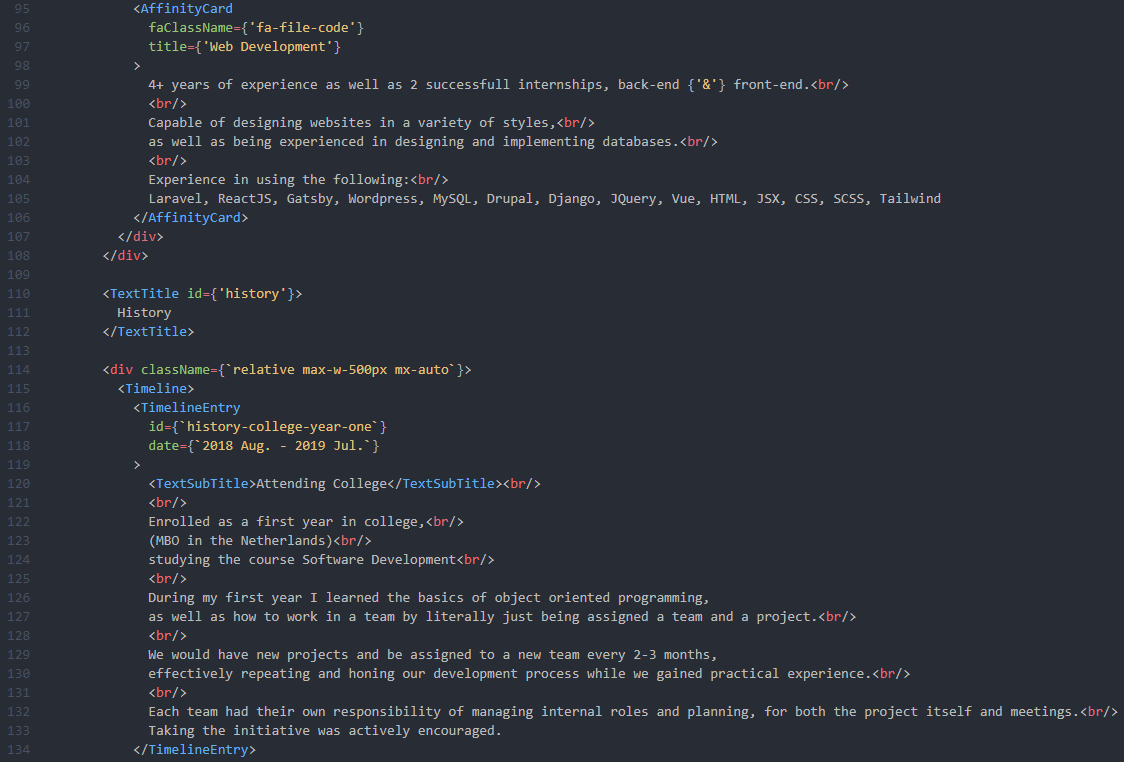 95 <AffinityCard
96 faClassName={'fa-file-code'}
97 title={'Web Development'}
98 >
99 4+ years of experience as well as 2 successfull internships, back-end {'&'} front-end.<br/>
100 <br/>
101 Capable of designing websites in a variety of styles,<br/>
102 as well as being experienced in designing and implementing databases.<br/>
103 <br/>
104 Experience in using the following:<br/>
105 Laravel, ReactJS, Gatsby, Wordpress, MySQL, Drupal, Django, JQuery, Vue, HTML, JSX, CSS, SCSS, Tailwind
106 </AffinityCard>
107 </div>
108 </div>
109
110 <TextTitle id={'history'}>
111 History
112 </TextTitle>
113
114 <div className={`relative max-w-500px mx-auto`}>
115 <Timeline>
116 <TimelineEntry
117 id={`history-college-year-one`}
118 date={`2018 Aug. - 2019 Jul.`}
119 >
120 <TextSubTitle>Attending College</TextSubTitle><br/>
121 <br/>
122 Enrolled as a first year in college,<br/>
123 (MBO in the Netherlands)<br/>
124 studying the course Software Development<br/>
125 <br/>
126 During my first year I learned the basics of object oriented programming,
127 as well as how to work in a team by literally just being assigned a team and a project.<br/>
128 <br/>
129 We would have new projects and be assigned to a new team every 2-3 months,
130 effectively repeating and honing our development process while we gained practical experience.<br/>
131 <br/>
132 Each team had their own responsibility of managing internal roles and planning, for both the project itself and meetings.<br/>
133 Taking the initiative was actively encouraged.
134 </TimelineEntry>